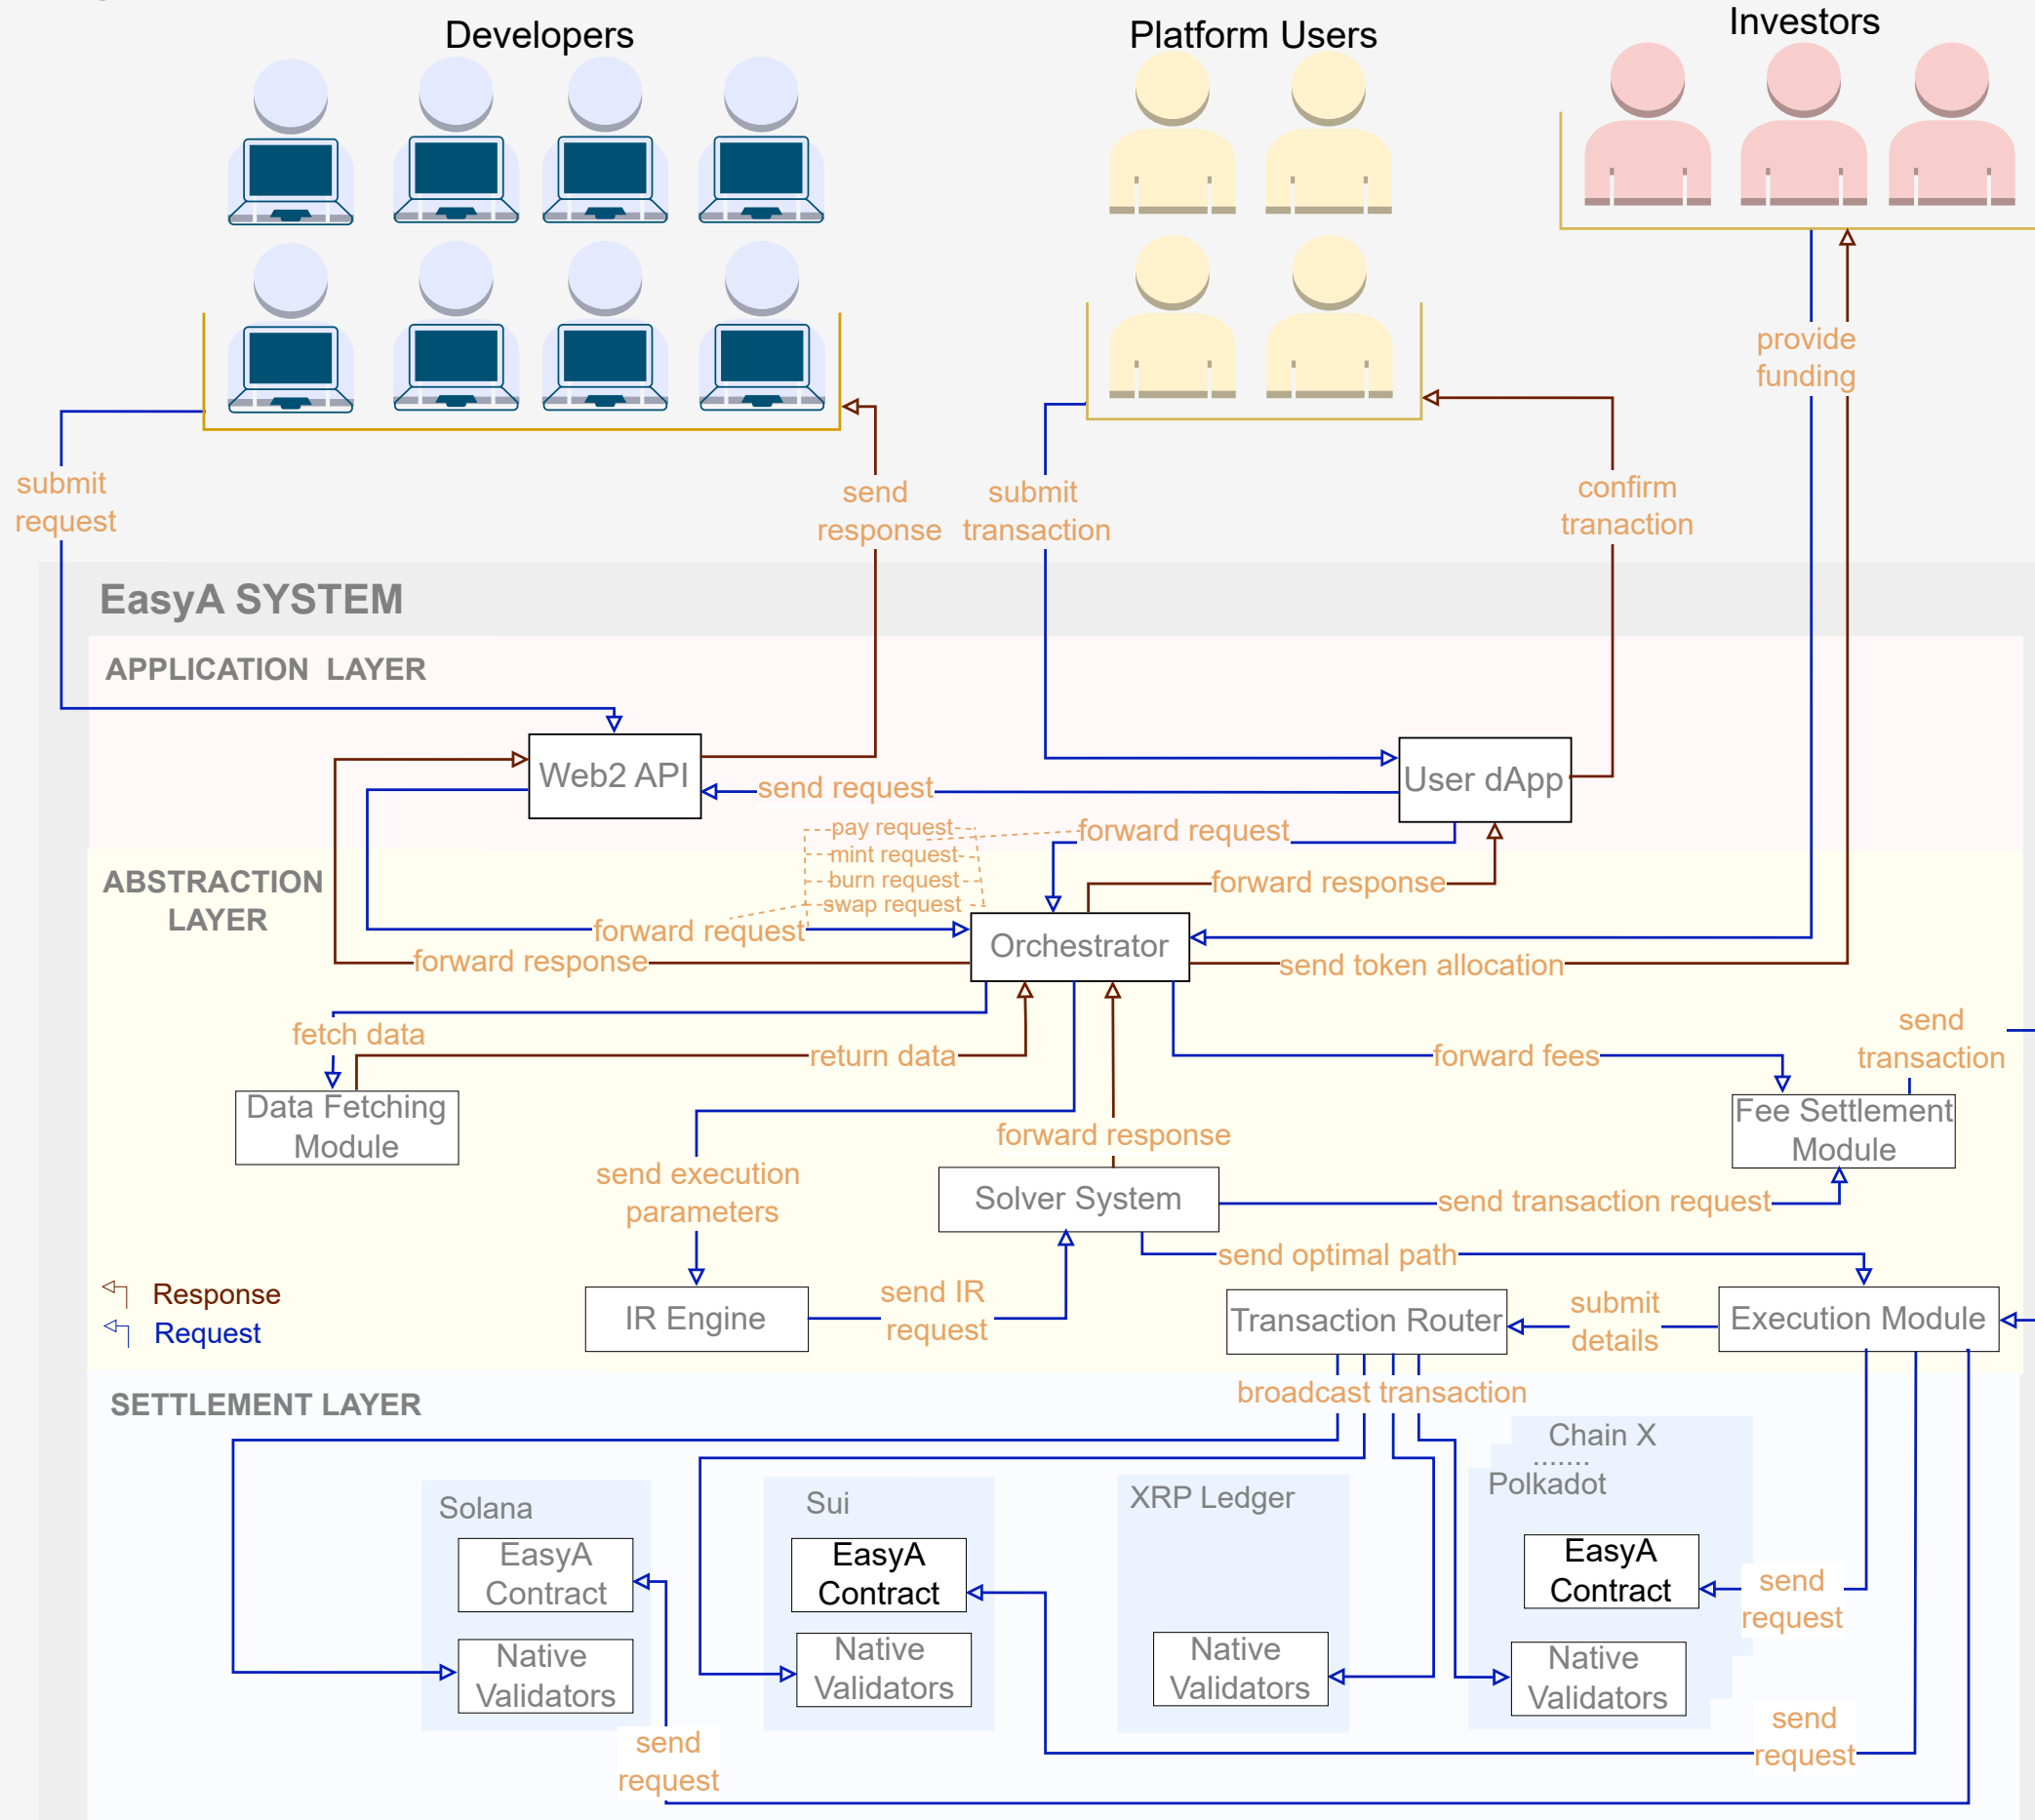 Developers
Platform Users
Investors
provide
funding
submit
request
send
response
submit
transaction
confirm
tranaction
EasyA SYSTEM
APPLICATION LAYER
Web2 API
User dApp
send request
pay request
mint request
burn request
swap request
forward request
forward response
ABSTRACTION
LAYER
forward request
forward response
Orchestrator
send token allocation
fetch data
return data
forward fees
send
transaction
Data Fetching
Module
Fee Settlement
Module
forward response
send execution
parameters
Solver System
send transaction request
send optimal path
Response
Request
IR Engine
send IR
request
Transaction Router
submit
details
Execution Module
broadcast transaction
SETTLEMENT LAYER
Chain X
.......
Polkadot
Solana
Sui
XRP Ledger
EasyA
Contract
EasyA
Contract
EasyA
Contract
send
request
Native
Validators
Native
Validators
Native
Validators
Native
Validators
send
request
send
request